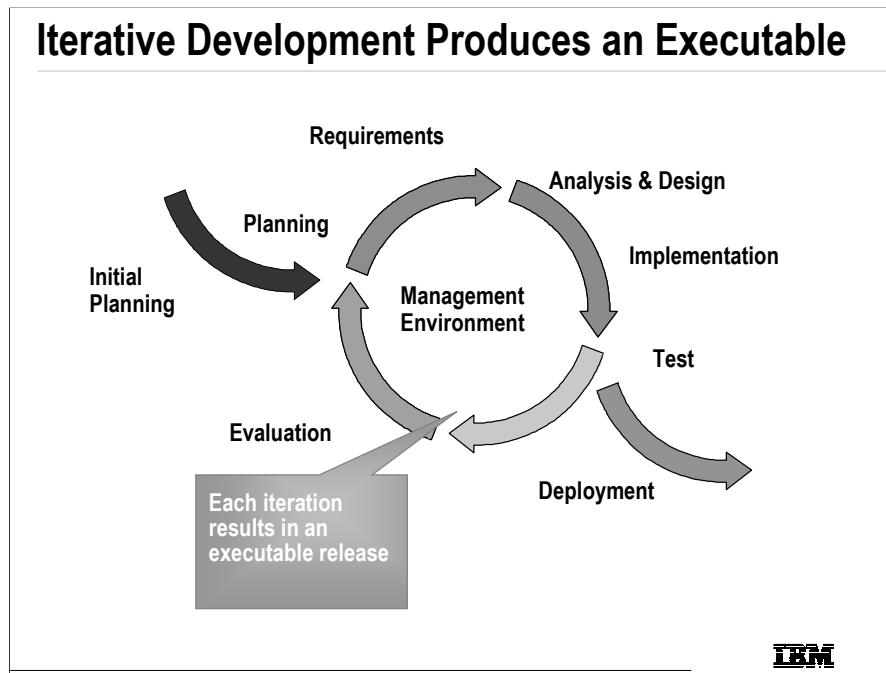 Iterative Development Produces an Executable
Requirements
Analysis & Design
Planning
Implementation
Initial
Planning
Management
Environment
Test
Evaluation
Deployment
Each iteration
results in an
executable release
IBM